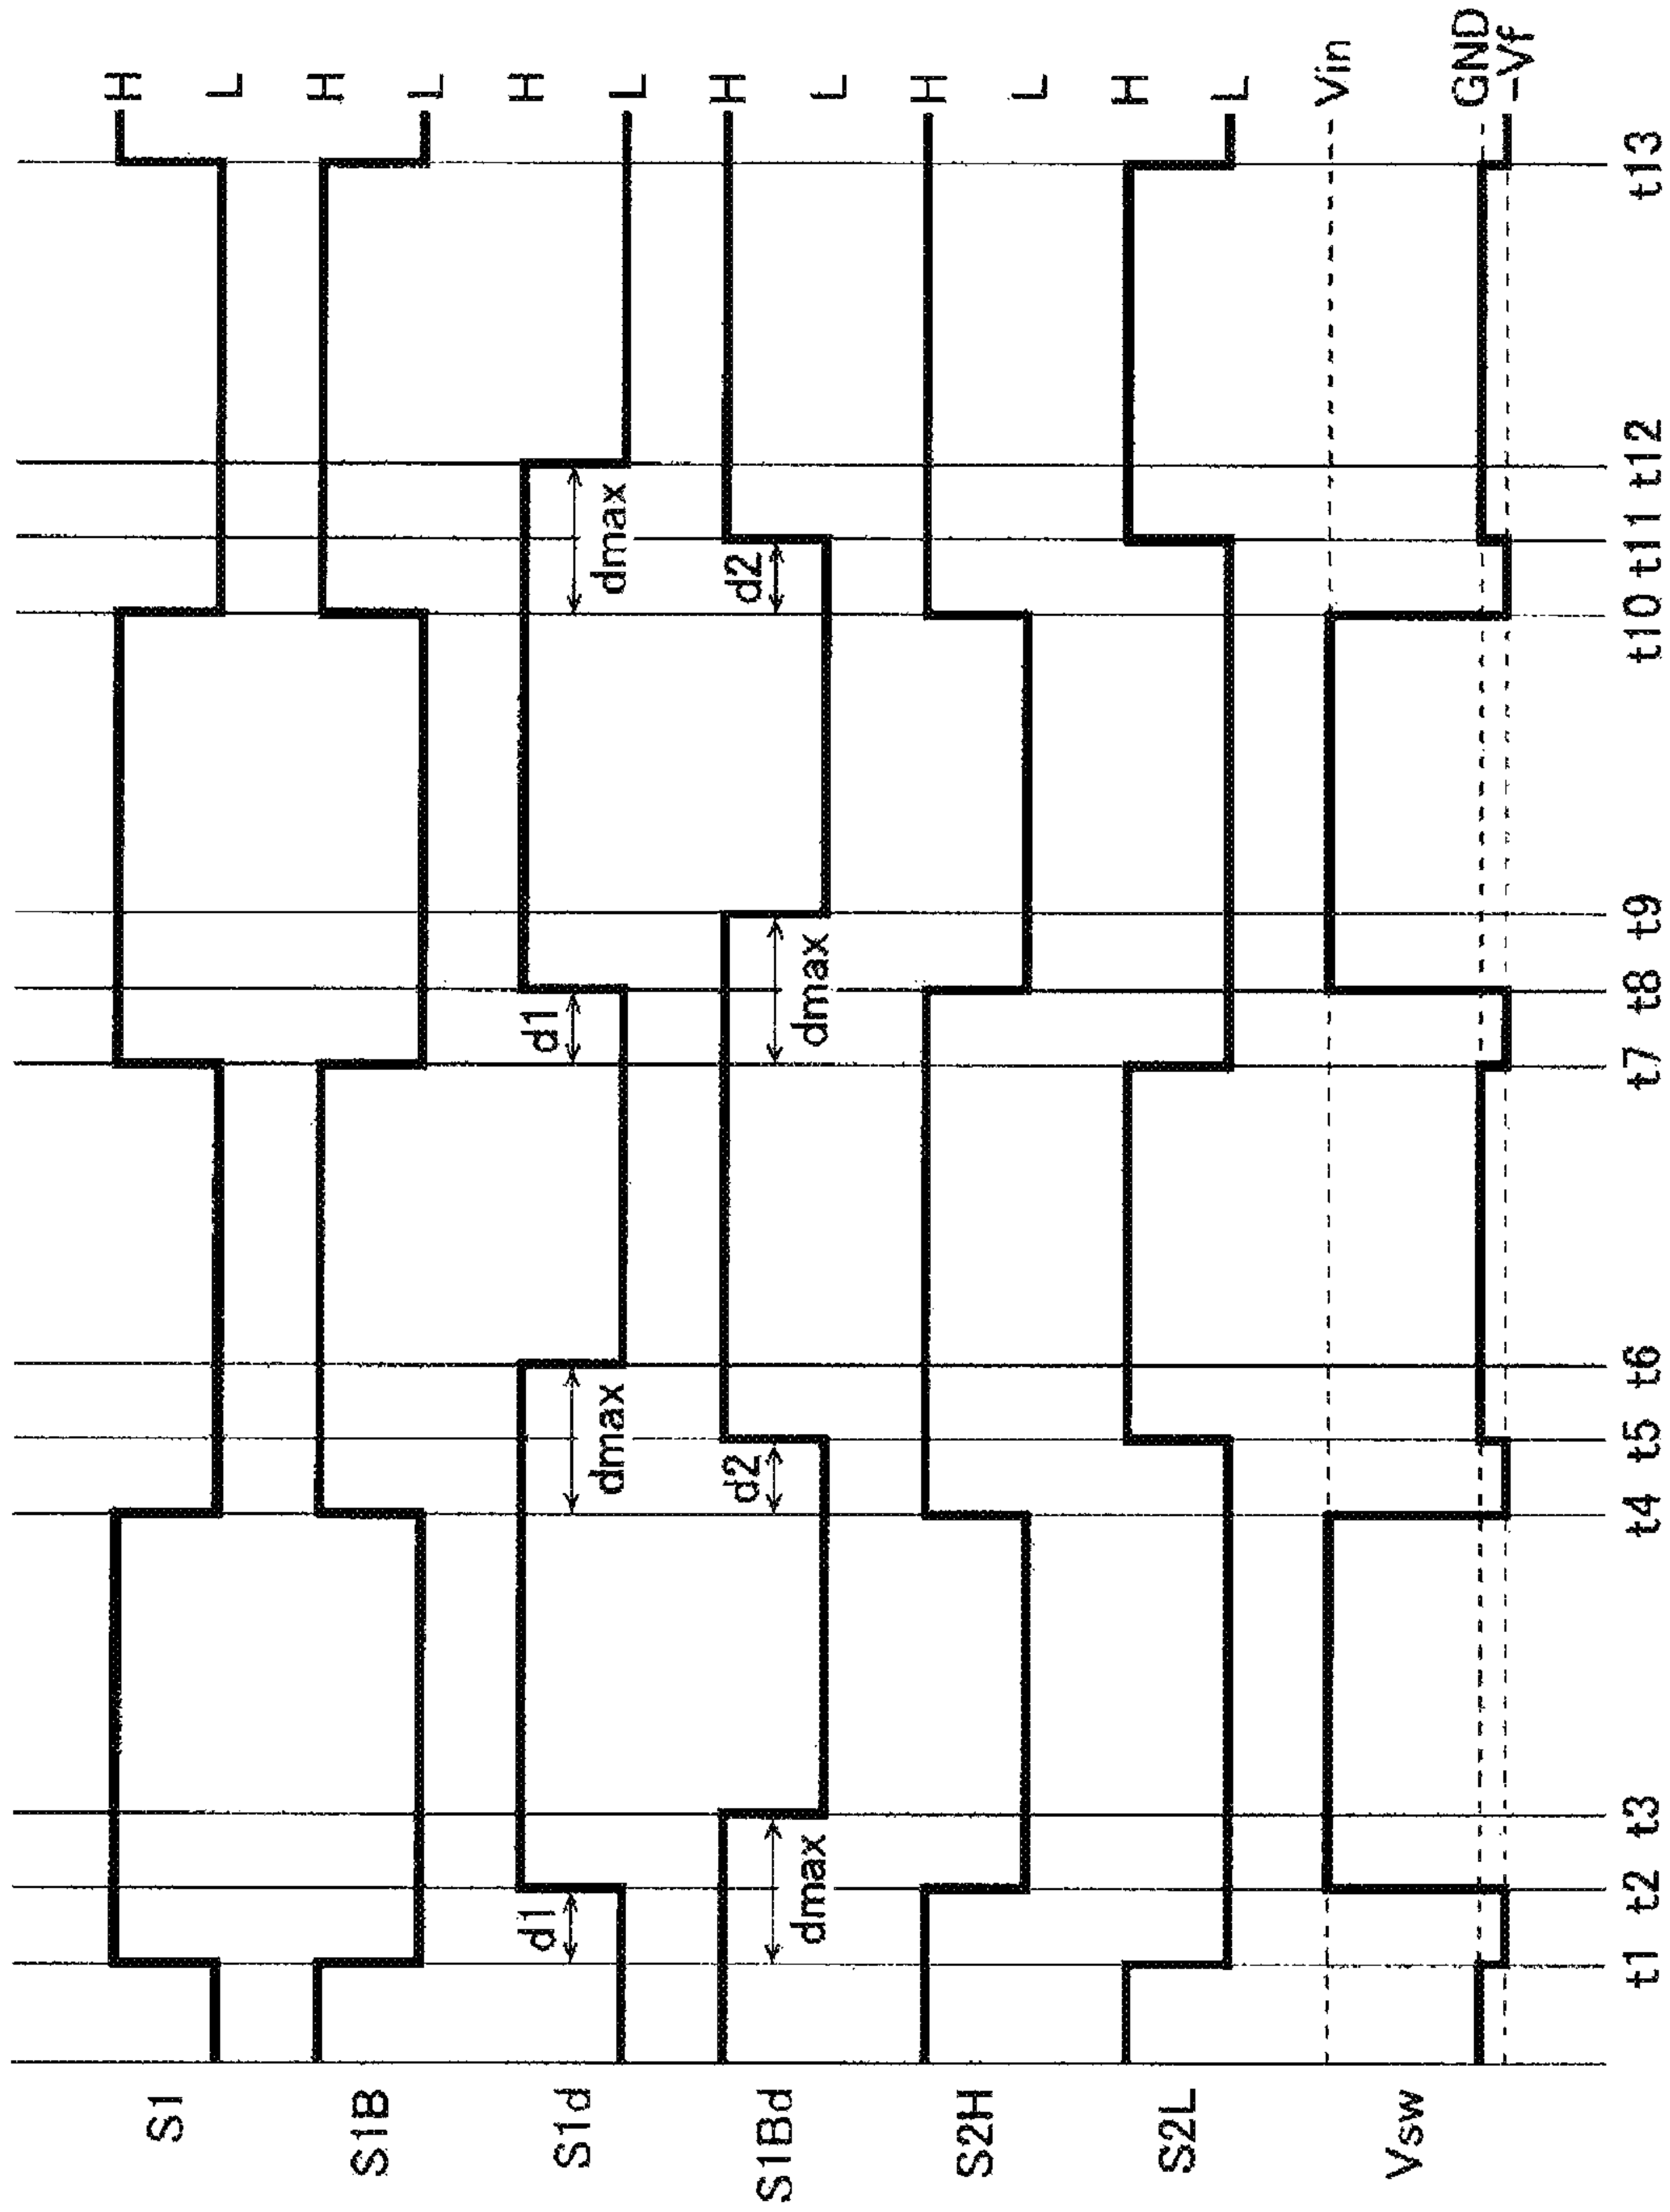 S1 H
L
S1B H
L
S1d d1 dmax d1 dmax H
L
S1Bd dmax d2 dmax d2 H
L
S2H H
L
S2L H
L
Vsw Vin
GND
-Vf
t1 t2 t3 t4 t5 t6 t7 t8 t9 t10 t11 t12 t13